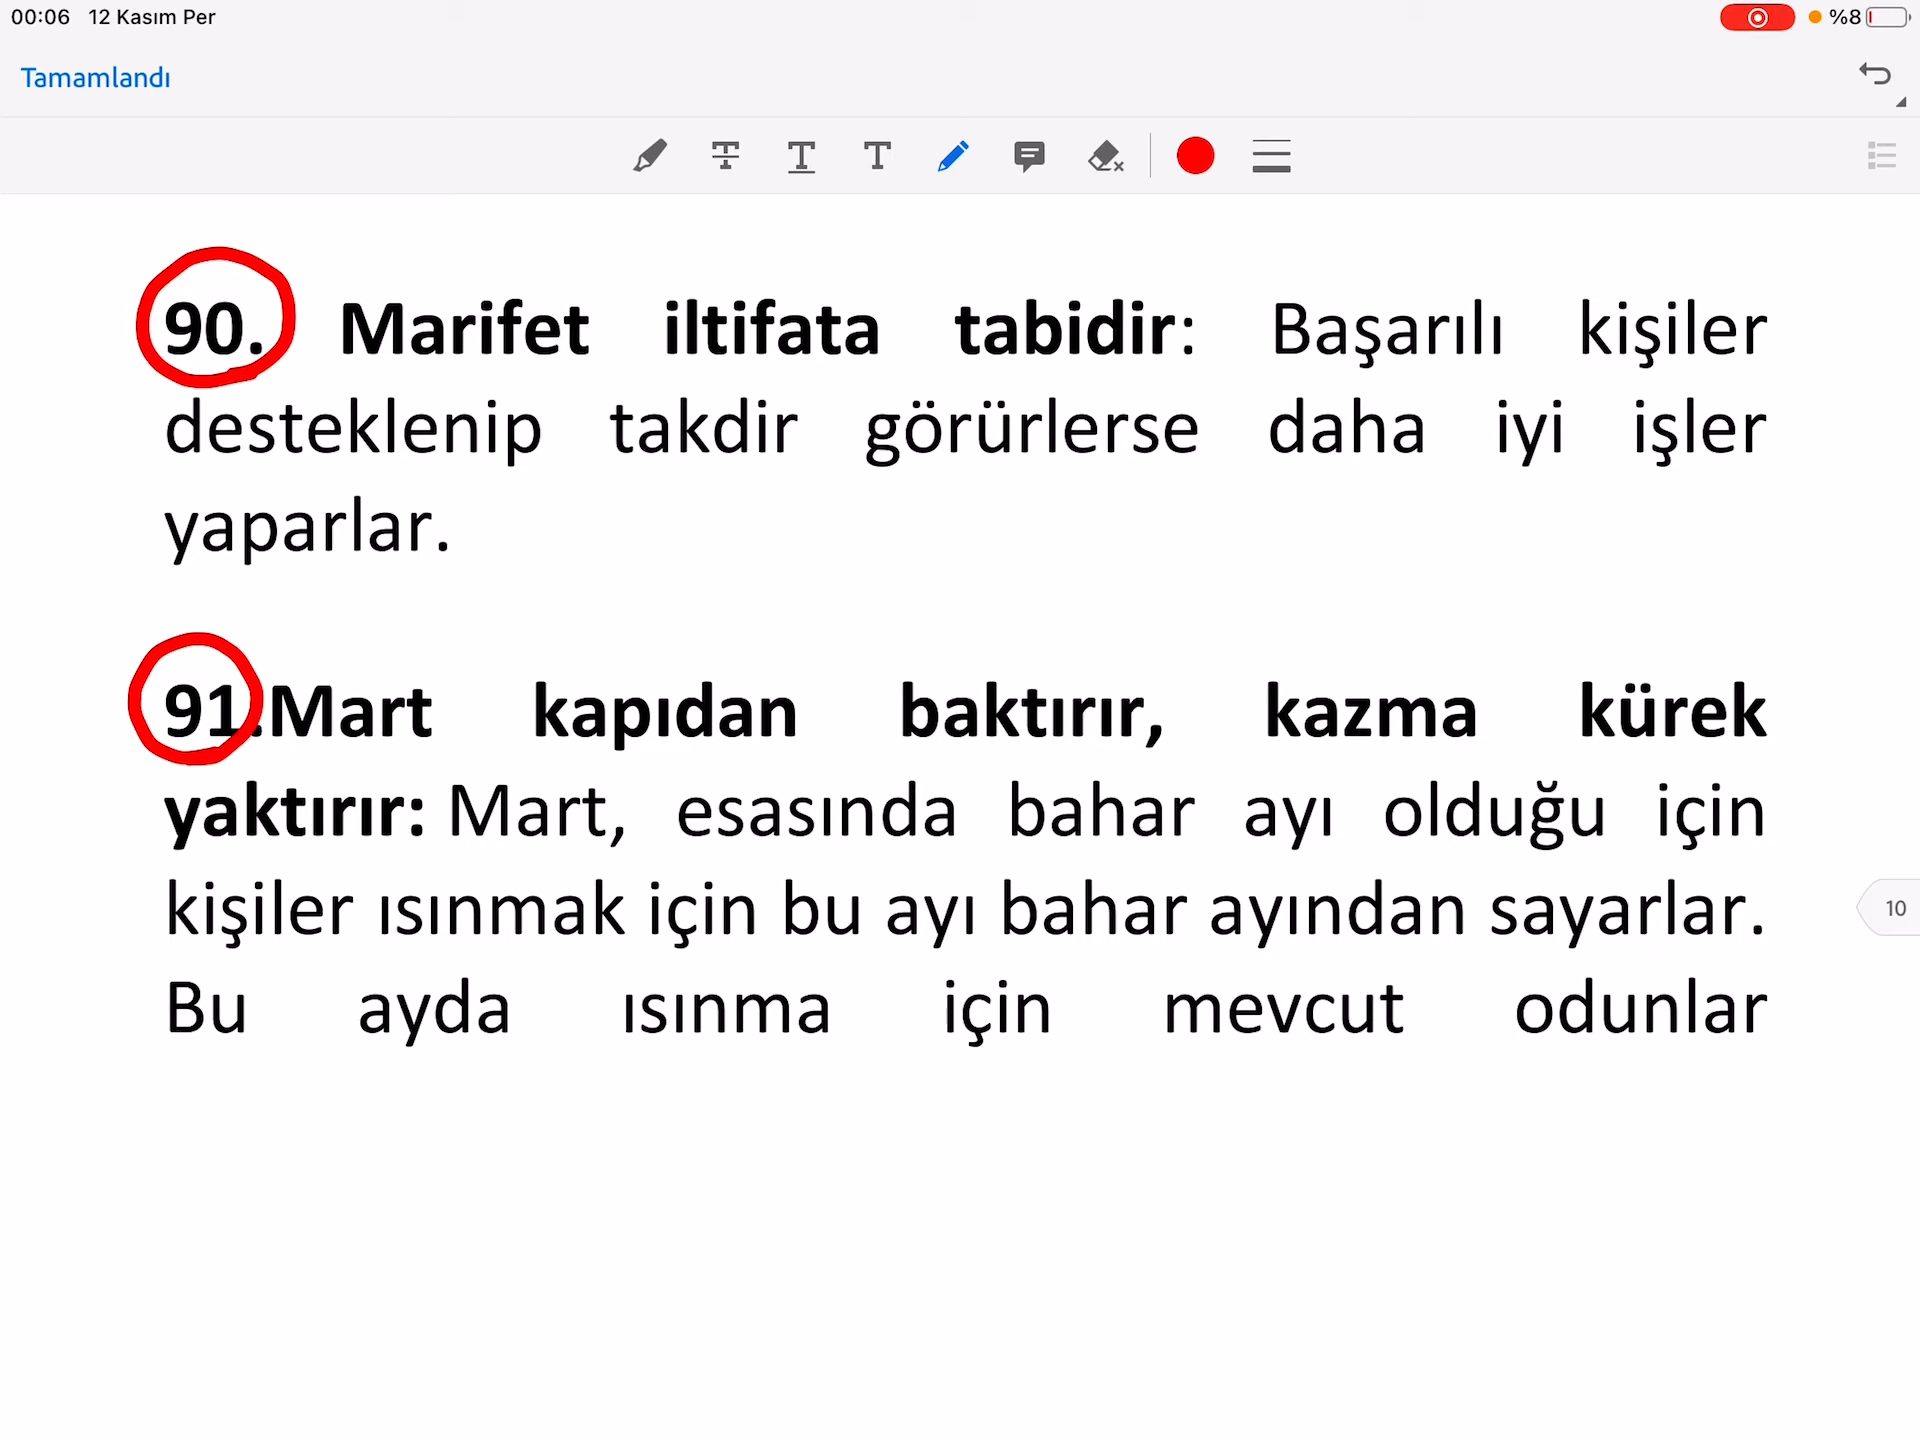 00:06 12 Kasım Per
%8
Tamamlandı
90. Marifet iltifata tabidir: Başarılı kişiler
desteklenip takdir görürlerse daha iyi işler
yaparlar.
91.Mart kapıdan baktırır, kazma kürek
yaktırır: Mart, esasında bahar ayı olduğu için
kişiler ısınmak için bu ayı bahar ayından sayarlar.
10
Bu ayda ısınma için mevcut odunlar